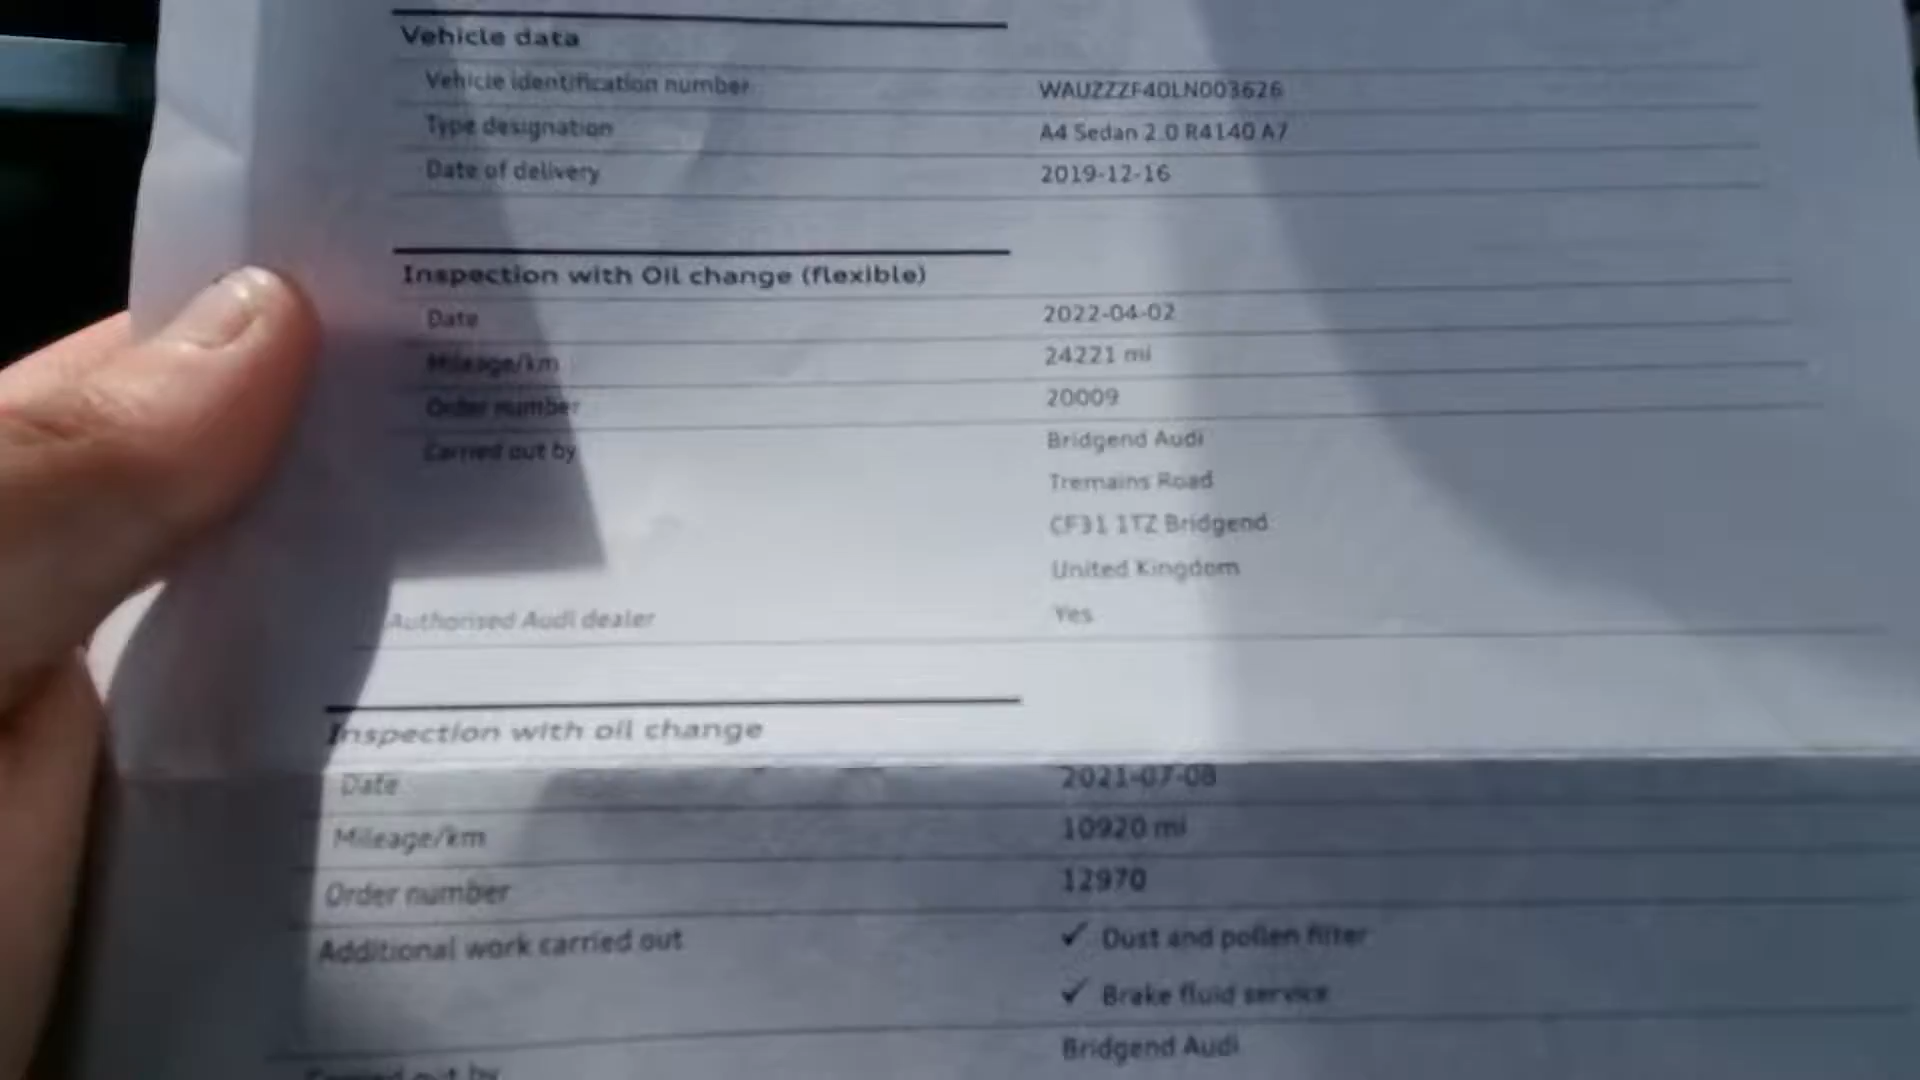 Vehicle data
Vehicle identification number WAUZZZF40LN003626
Type designation A4 Sedan 2.0 R4140 A7
Date of delivery 2019-12-16
Inspection with Oil change (flexible)
Date 2022-04-02
Mileage/km 24221 mi
Order number 20009
Carried out by Bridgend Audi
Tremains Road
CF31 1TZ Bridgend
United Kingdom
Authorised Audi dealer Yes
Inspection with oil change
Date 2021-07-08
Mileage/km 10920 mi
Order number 12970
Additional work carried out ✓ Dust and pollen filter
✓ Brake fluid service
Carried out by Bridgend Audi